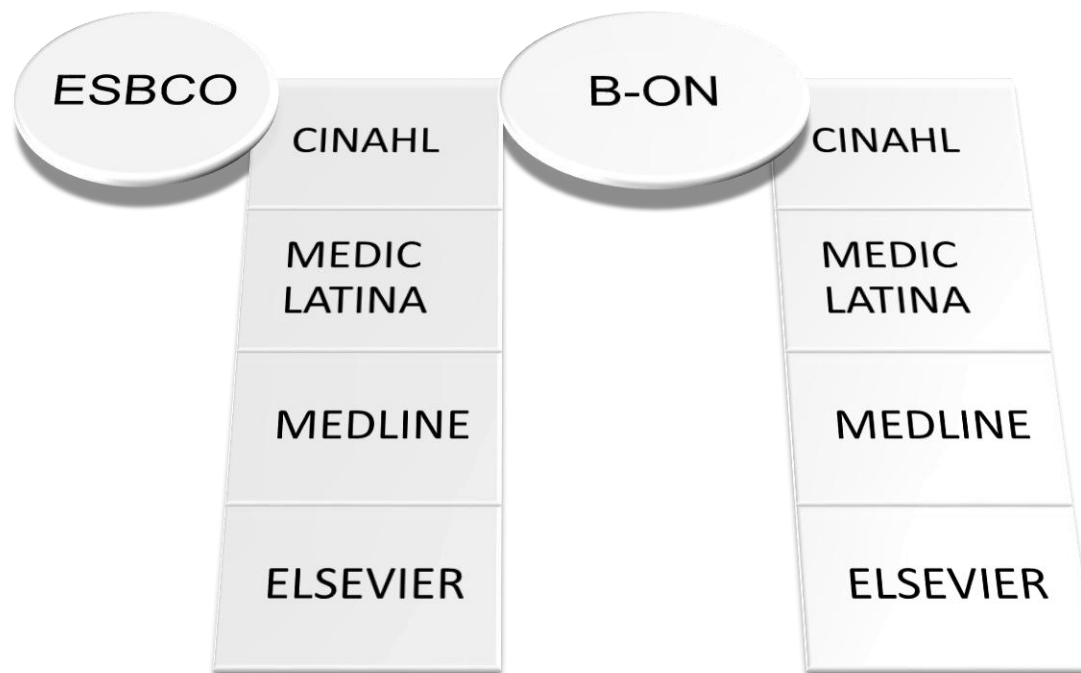 ESBCO
CINAHL
MEDIC
LATINA
MEDLINE
ELSEVIER
B-ON
CINAHL
MEDIC
LATINA
MEDLINE
ELSEVIER